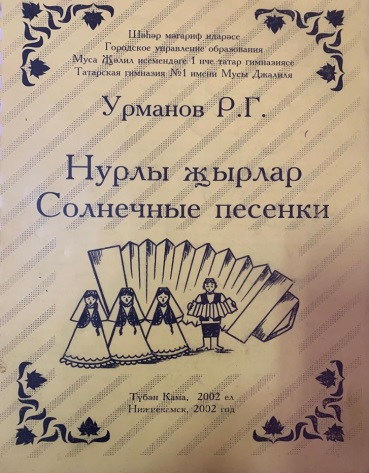 Шәһәр мәгариф идарәсе
Городское управление образования
Муса Җәлил исемендәге 1 нче татар гимназиясе
Татарская гимназия №1 имени Мусы Джалиля
Урманов Р.Г.
Нурлы җырлар
Солнечные песенки
Түбән Кама, 2002 ел
Нижнекамск, 2002 год